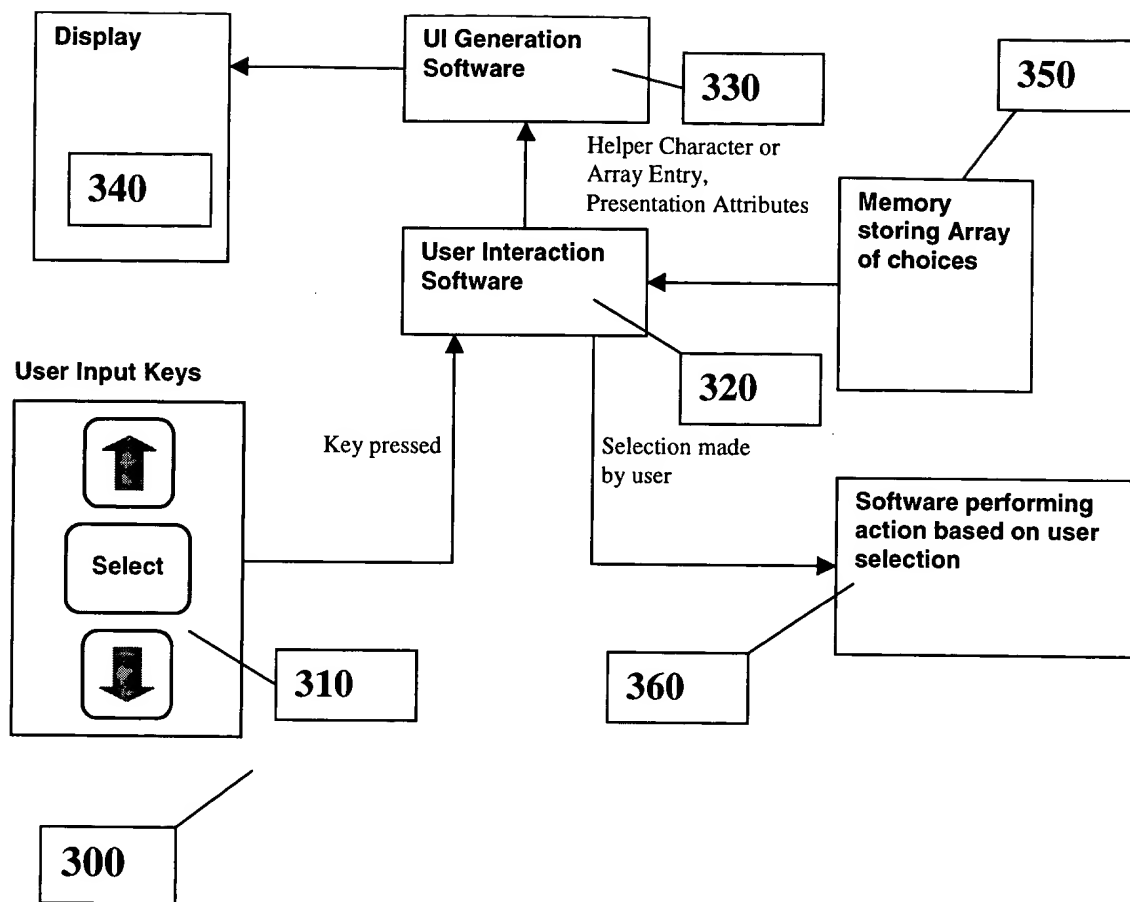 Display
340
UI Generation
Software
330
350
Helper Character or
Array Entry,
Presentation Attributes
Memory
storing Array
of choices
User Interaction
Software
320
User Input Keys
Select
310
Key pressed
Selection made
by user
Software performing
action based on user
selection
360
300